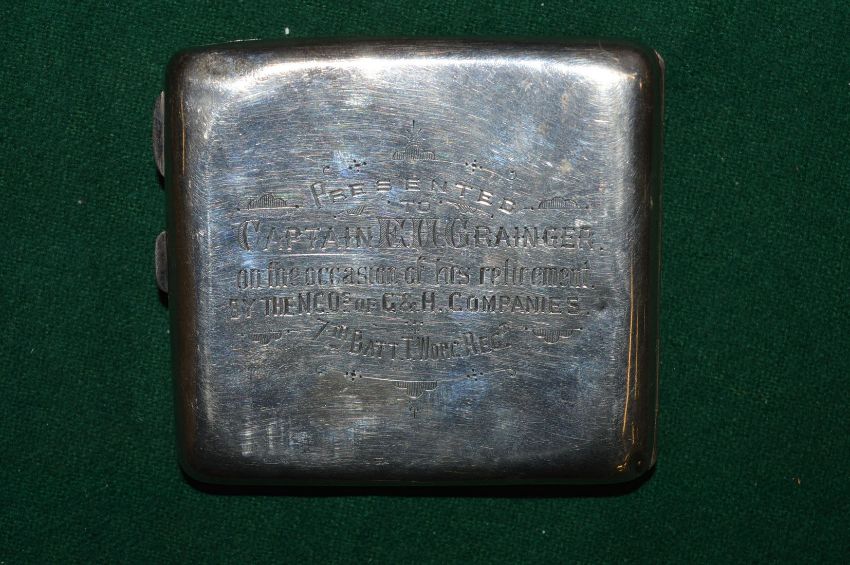 PRESENTED
TO
CAPTAIN F.H. GRAINGER.
on the occasion of his retirement.
BY THE N.C.O.s OF G & H. COMPANIES.
7TH BATT WORC. REGT